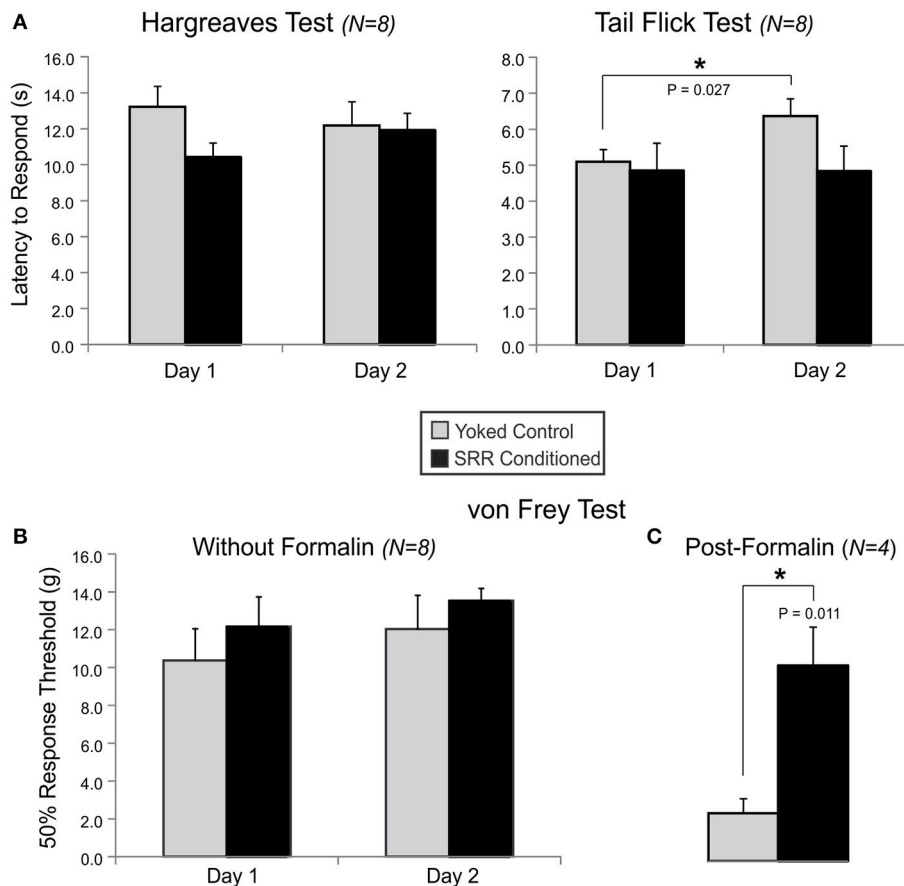 A
Hargreaves Test (N=8)
Tail Flick Test (N=8)
Latency to Respond (s)
16.0
14.0
12.0
10.0
8.0
6.0
4.0
2.0
0.0
Day 1
Day 2
8.0
7.0
6.0
5.0
4.0
3.0
2.0
1.0
0.0
*
P = 0.027
Day 1
Day 2
Yoked Control
SRR Conditioned
von Frey Test
B
Without Formalin (N=8)
50% Response Threshold (g)
16.0
14.0
12.0
10.0
8.0
6.0
4.0
2.0
0.0
Day 1
Day 2
C
Post-Formalin (N=4)
*
P = 0.011